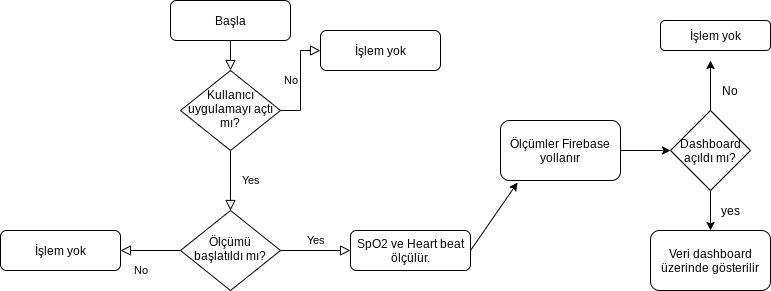 Başla
İşlem yok
No
Kullanıcı
uygulamayı açtı
mı?
Yes
Ölçümü
başlatıldı mı?
No
İşlem yok
Yes
SpO2 ve Heart beat
ölçülür.
Ölçümler Firebase
yollanır
Dashboard
açıldı mı?
No
İşlem yok
yes
Veri dashboard
üzerinde gösterilir